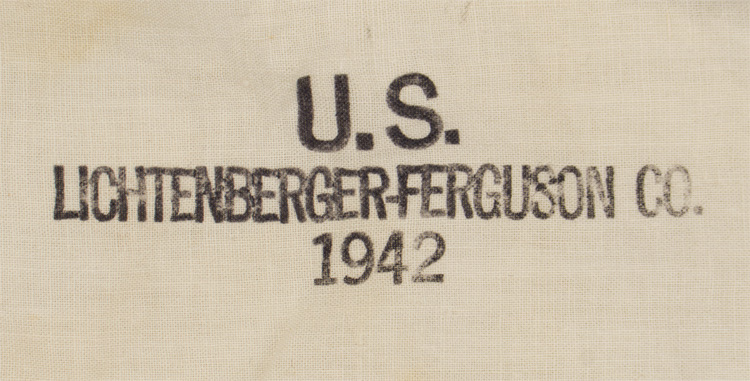 U.S.
LICHTENBERGER-FERGUSON CO.
1942